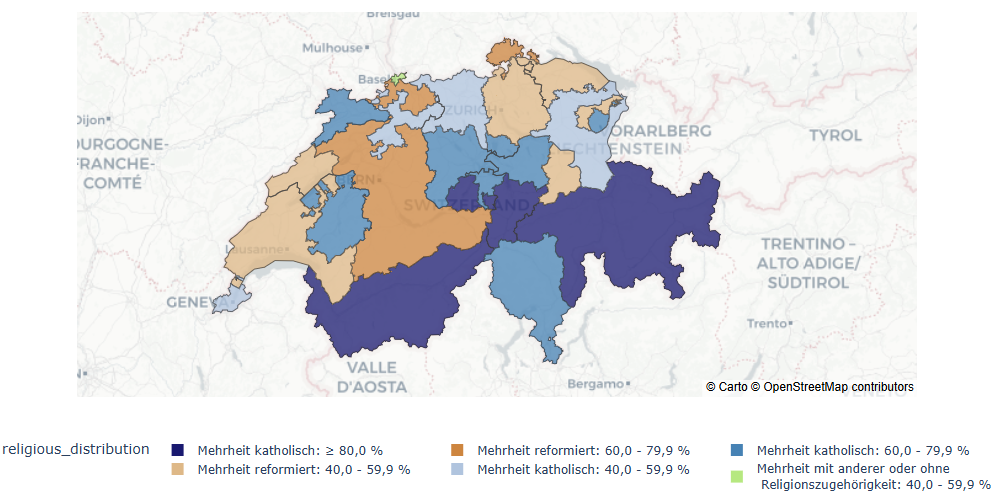 Breisgau
Mulhouse
Basel
Dijon
ZURICH
BOURGOGNE-
FRANCHE-
COMTÉ
VORARLBERG
TYROL
LIECHTENSTEIN
BERN
SWITZERLAND
Lausanne
TRENTINO –
ALTO ADIGE/
SÜDTIROL
GENEVA
Trento
VALLE
D'AOSTA
Bergamo
© Carto © OpenStreetMap contributors
religious_distribution
Mehrheit katholisch: ≥ 80,0 %
Mehrheit reformiert: 60,0 - 79,9 %
Mehrheit katholisch: 60,0 - 79,9 %
Mehrheit reformiert: 40,0 - 59,9 %
Mehrheit katholisch: 40,0 - 59,9 %
Mehrheit mit anderer oder ohne
Religionszugehörigkeit: 40,0 - 59,9 %